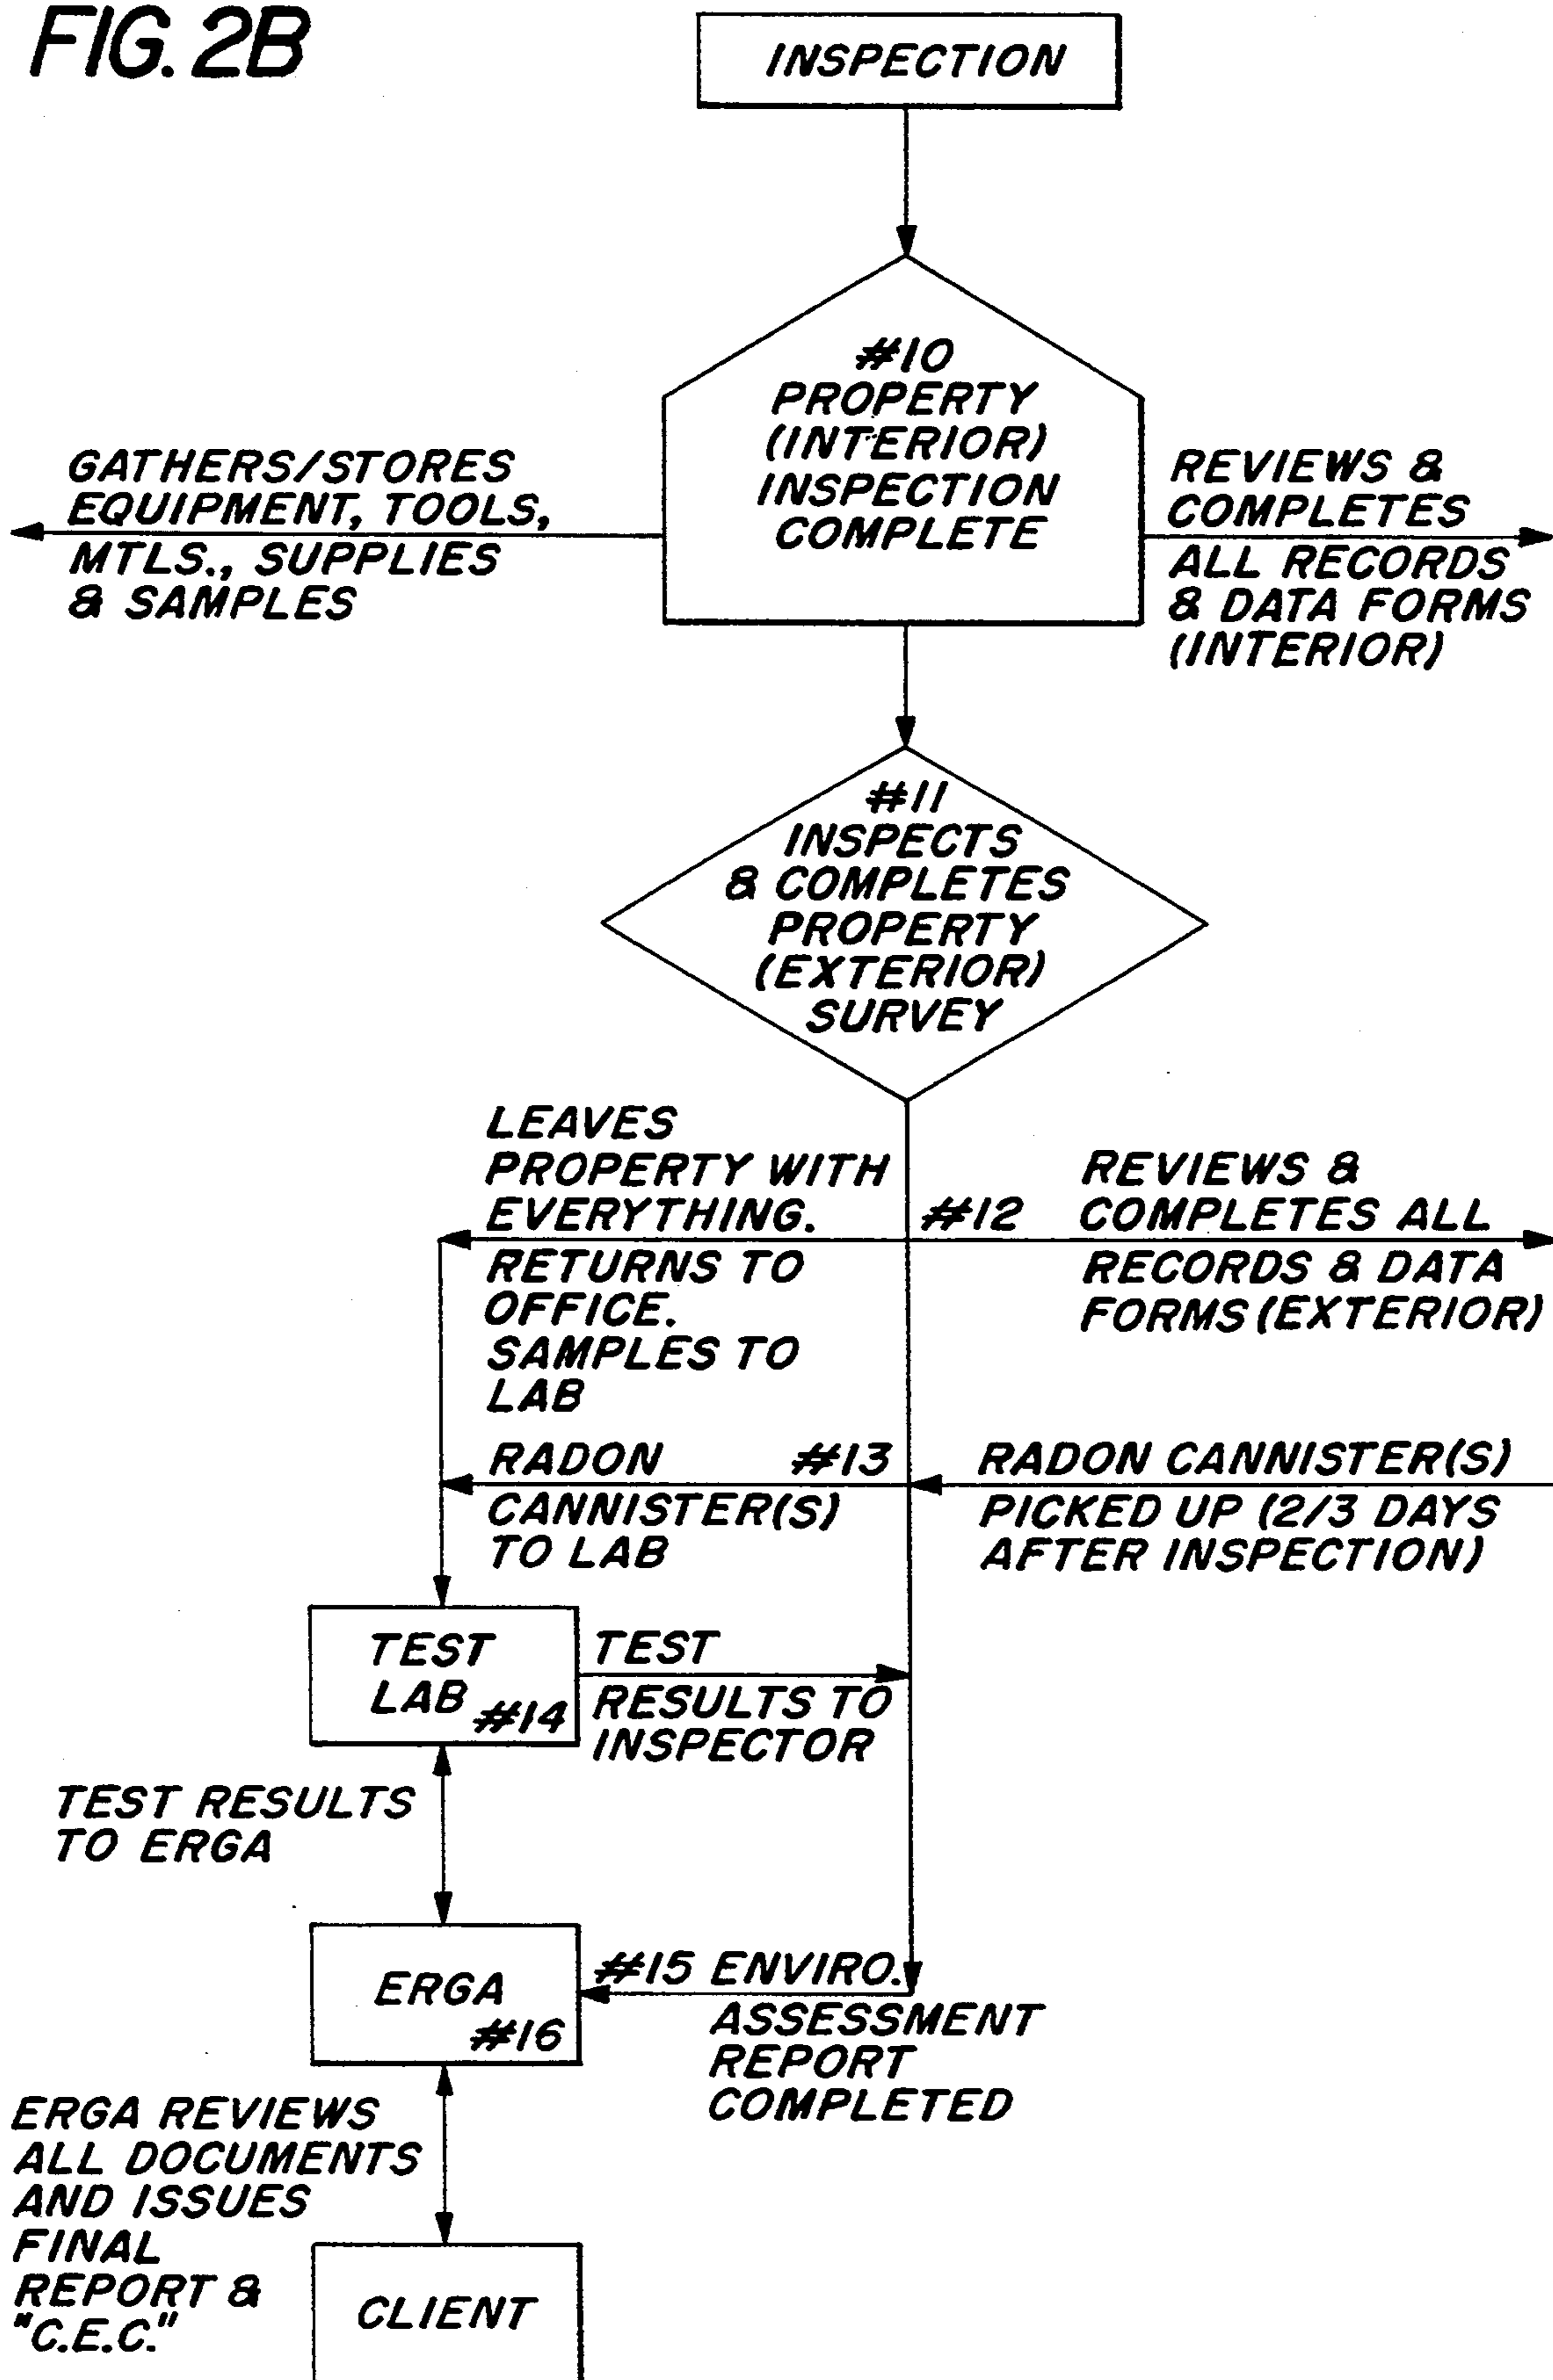 FIG. 2B
INSPECTION
#10
PROPERTY
(INTERIOR)
INSPECTION
COMPLETE
GATHERS/STORES
EQUIPMENT, TOOLS,
MTLS., SUPPLIES
& SAMPLES
REVIEWS &
COMPLETES
ALL RECORDS
& DATA FORMS
(INTERIOR)
#11
INSPECTS
& COMPLETES
PROPERTY
(EXTERIOR)
SURVEY
LEAVES
PROPERTY WITH
EVERYTHING.
RETURNS TO
OFFICE.
SAMPLES TO
LAB
#12
REVIEWS &
COMPLETES ALL
RECORDS & DATA
FORMS (EXTERIOR)
RADON
CANNISTER(S)
TO LAB
#13
RADON CANNISTER(S)
PICKED UP (2/3 DAYS
AFTER INSPECTION)
TEST
LAB #14
TEST
RESULTS TO
INSPECTOR
TEST RESULTS
TO ERGA
ERGA
#16
#15 ENVIRO.
ASSESSMENT
REPORT
COMPLETED
ERGA REVIEWS
ALL DOCUMENTS
AND ISSUES
FINAL
REPORT &
"C.E.C."
CLIENT